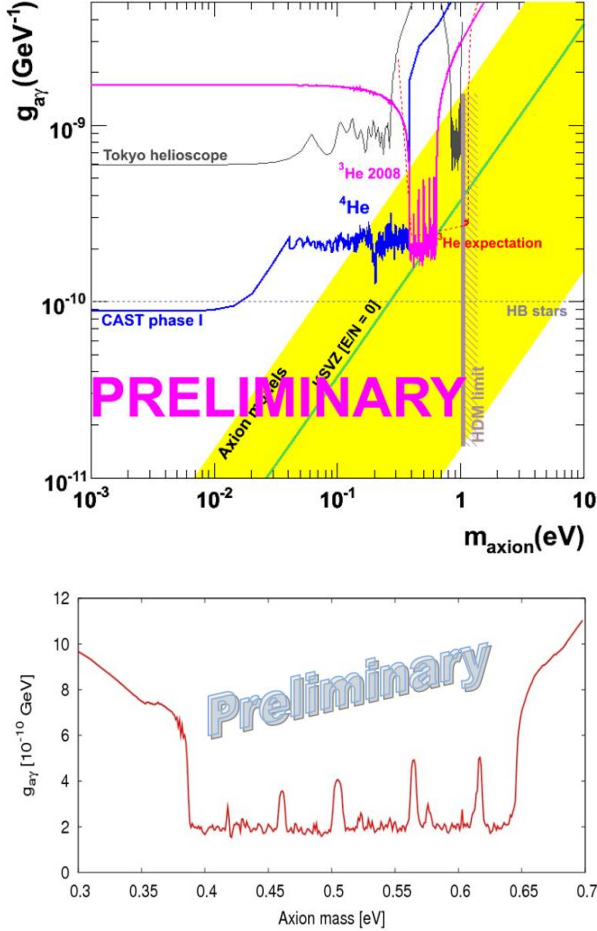 g_aγ(GeV⁻¹)
10⁻⁹
Tokyo helioscope
³He 2008
⁴He
³He expectation
10⁻¹⁰
HB stars
CAST phase I
KSVZ [E/N = 0]
Axion models
PRELIMINARY
HDM limit
10⁻¹¹
10⁻³ 10⁻² 10⁻¹ 1 10
m_axion(eV)
12
10
8
6
4
2
0
g_aγ [10⁻¹⁰ GeV]
Preliminary
0.3 0.4 0.45 0.5 0.55 0.6 0.65 0.7
Axion mass [eV]